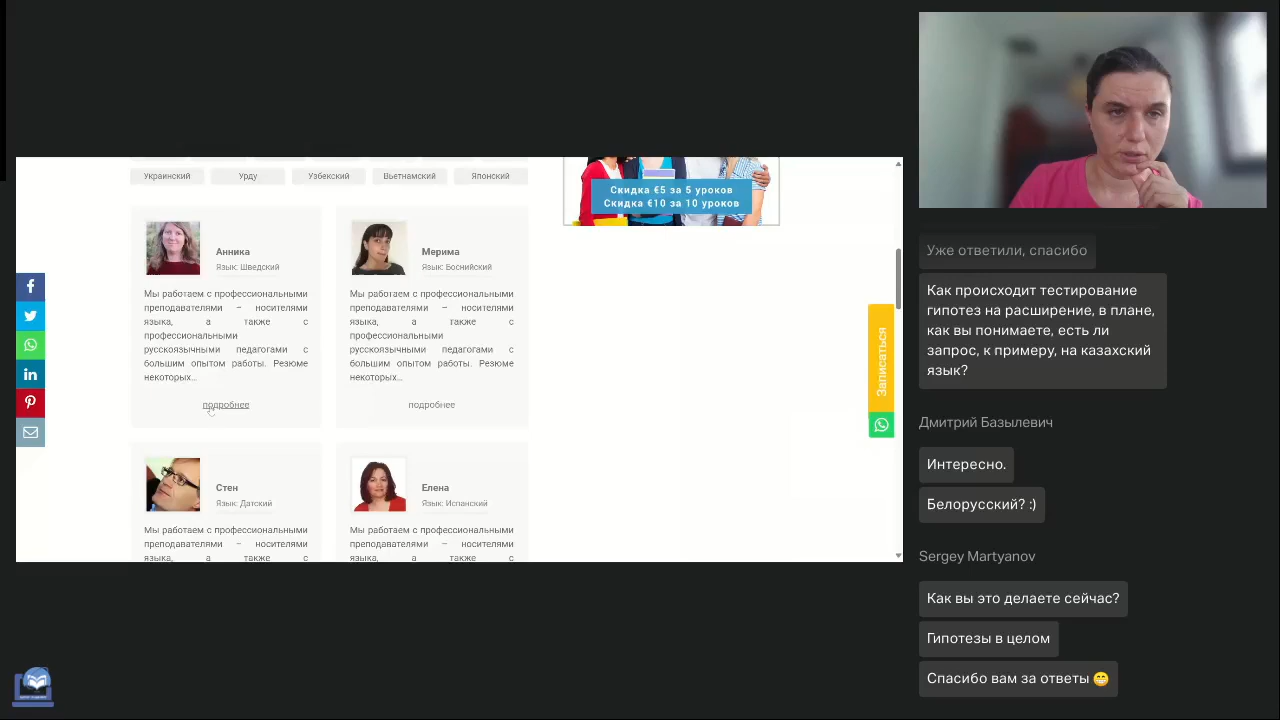 Украинский
Урду
Узбекский
Вьетнамский
Японский
Скидка €5 за 5 уроков
Скидка €10 за 10 уроков
Анника
Язык: Шведский
Мы работаем с профессиональными
преподавателями – носителями
языка, а также с
профессиональными
русскоязычными педагогами с
большим опытом работы. Резюме
некоторых...
подробнее
Мерима
Язык: Боснийский
Мы работаем с профессиональными
преподавателями – носителями
языка, а также с
профессиональными
русскоязычными педагогами с
большим опытом работы. Резюме
некоторых...
подробнее
Стен
Язык: Датский
Мы работаем с профессиональными
преподавателями – носителями
языка, а также с
Елена
Язык: Испанский
Мы работаем с профессиональными
преподавателями – носителями
языка, а также с
Записаться
Уже ответили, спасибо
Как происходит тестирование
гипотез на расширение, в плане,
как вы понимаете, есть ли
запрос, к примеру, на казахский
язык?
Дмитрий Базылевич
Интересно.
Белорусский? :)
Sergey Martyanov
Как вы это делаете сейчас?
Гипотезы в целом
Спасибо вам за ответы 😁